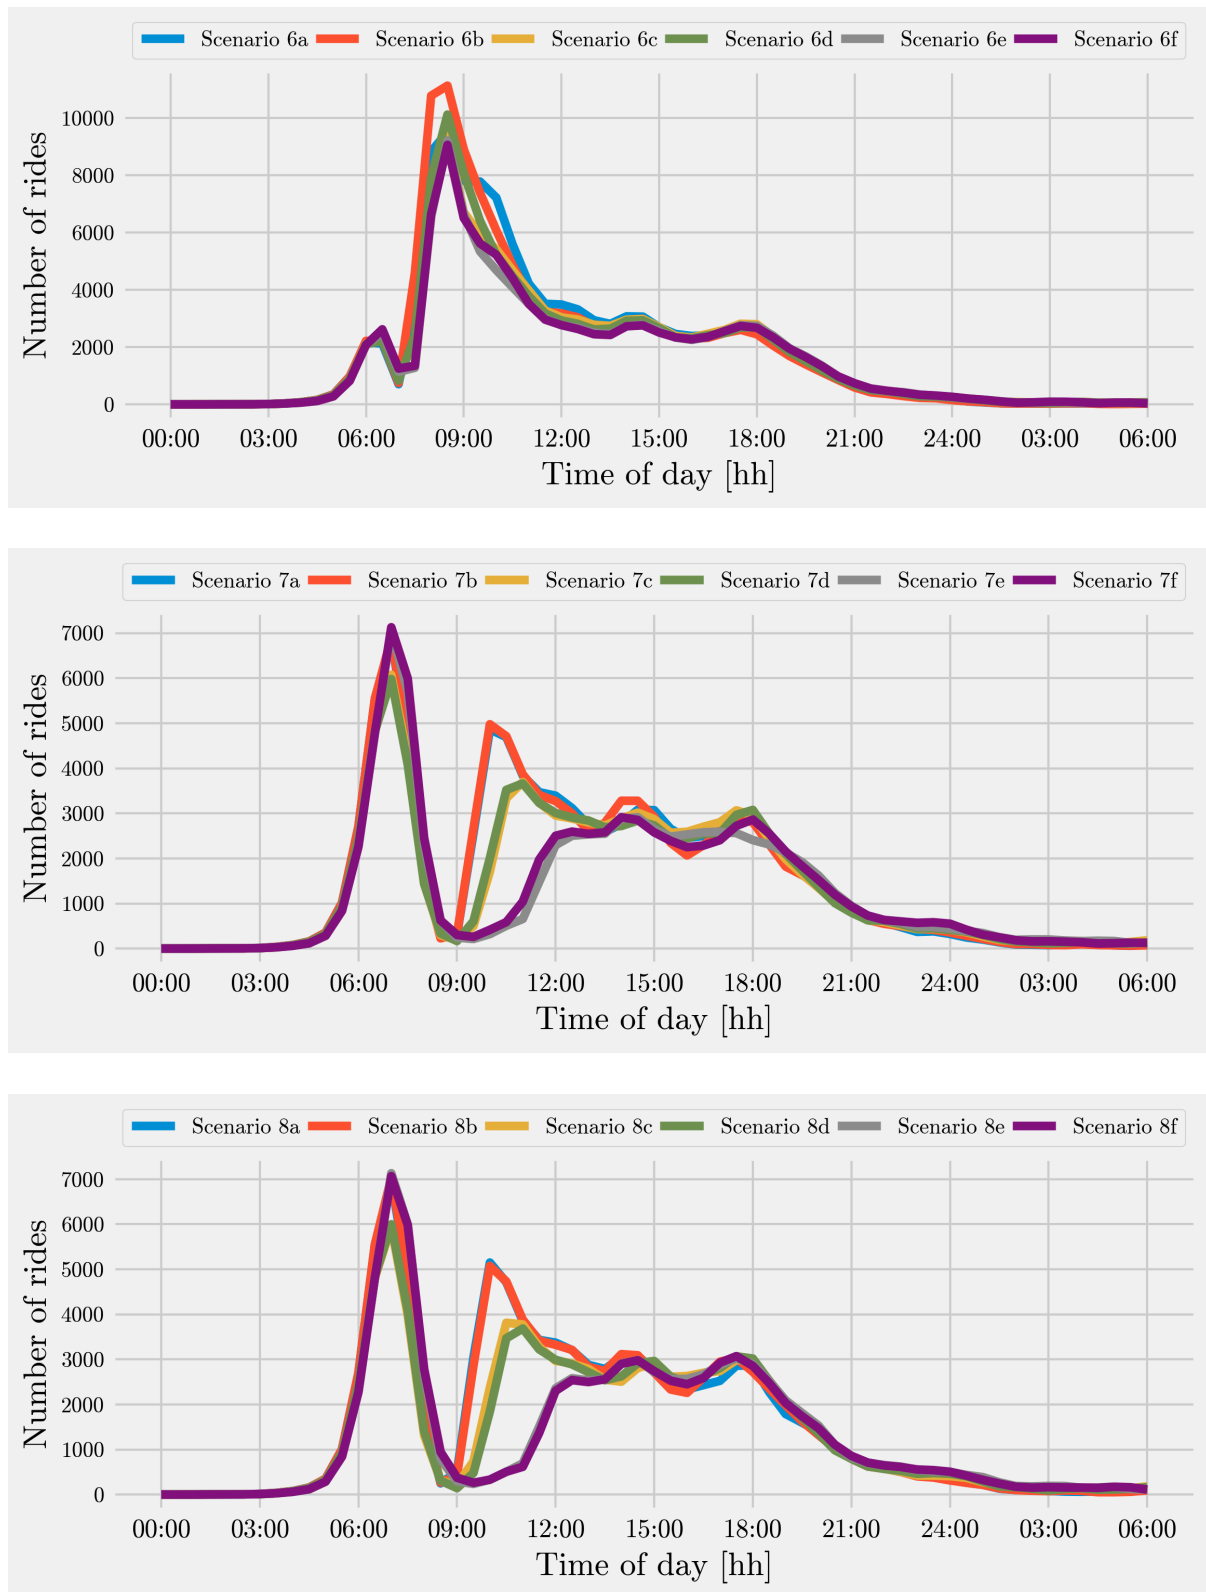 Scenario 6a Scenario 6b Scenario 6c Scenario 6d Scenario 6e Scenario 6f
Number of rides
10000
8000
6000
4000
2000
0
00:00 03:00 06:00 09:00 12:00 15:00 18:00 21:00 24:00 03:00 06:00
Time of day [hh]
Scenario 7a Scenario 7b Scenario 7c Scenario 7d Scenario 7e Scenario 7f
Number of rides
7000
6000
5000
4000
3000
2000
1000
0
00:00 03:00 06:00 09:00 12:00 15:00 18:00 21:00 24:00 03:00 06:00
Time of day [hh]
Scenario 8a Scenario 8b Scenario 8c Scenario 8d Scenario 8e Scenario 8f
Number of rides
7000
6000
5000
4000
3000
2000
1000
0
00:00 03:00 06:00 09:00 12:00 15:00 18:00 21:00 24:00 03:00 06:00
Time of day [hh]